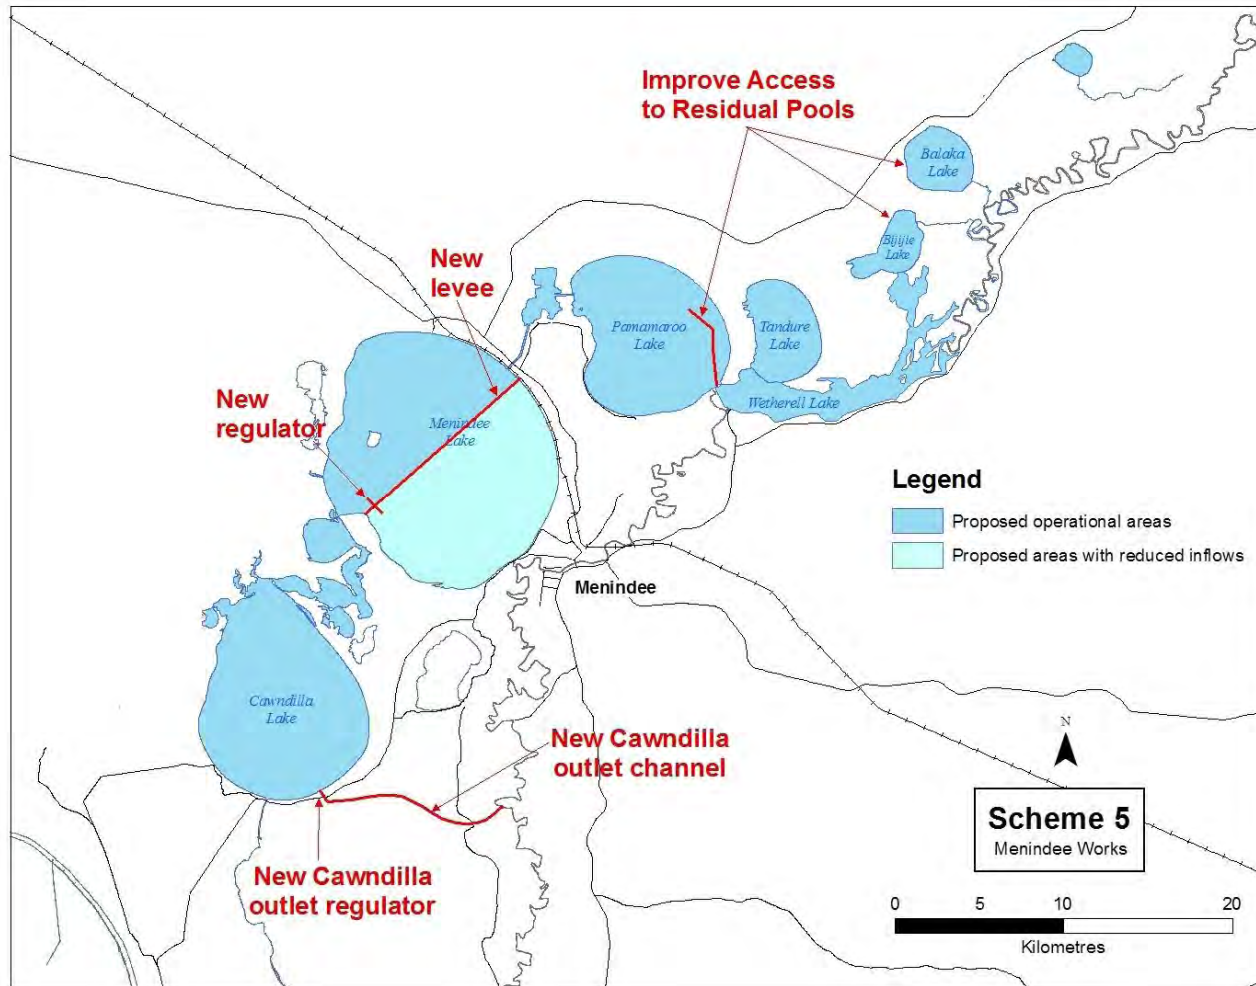 Improve Access
to Residual Pools
Balaka
Lake
Bijijie
Lake
New
levee
Pamamaroo
Lake
Tandure
Lake
Wetherell Lake
New
regulator
Menindee
Lake
Legend
Proposed operational areas
Proposed areas with reduced inflows
Menindee
Cawndilla
Lake
New Cawndilla
outlet channel
N
Scheme 5
Menindee Works
New Cawndilla
outlet regulator
0 5 10 20
Kilometres